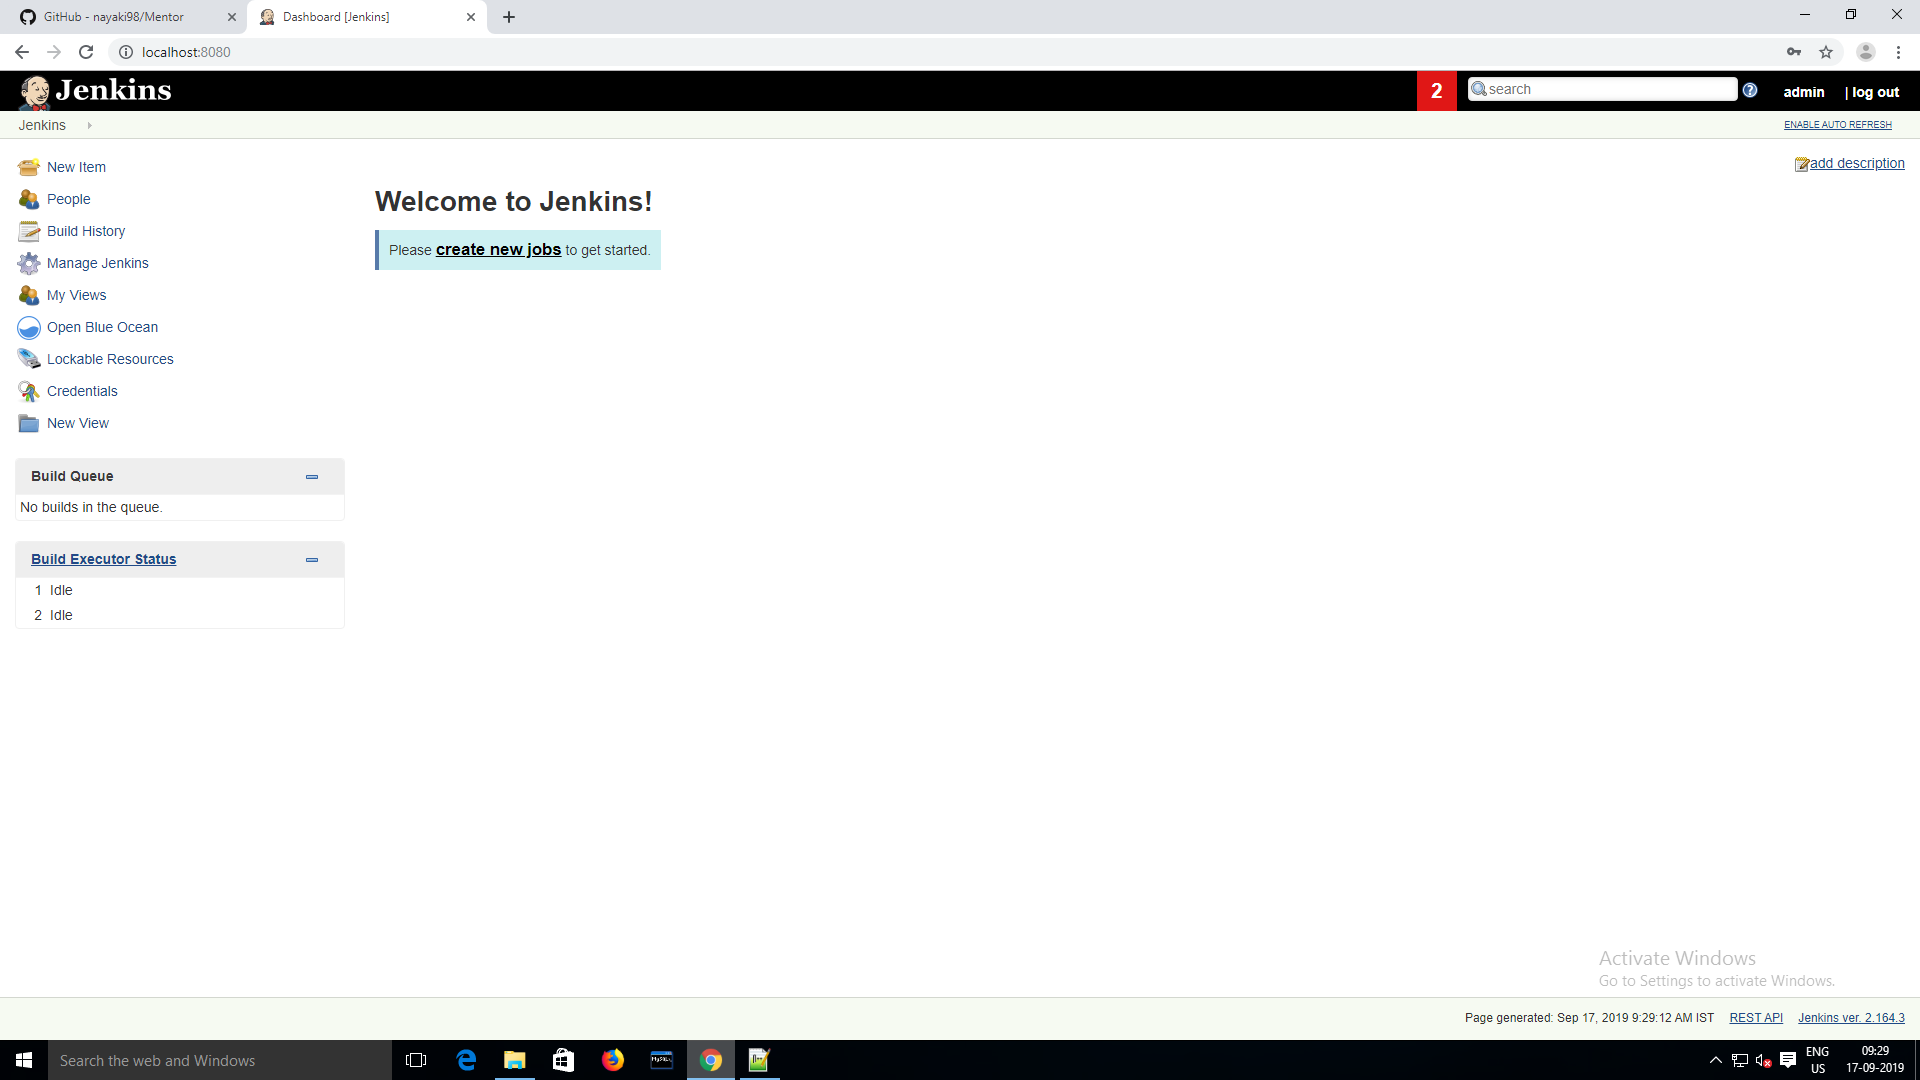 GitHub - nayaki98/Mentor
Dashboard [Jenkins]
localhost:8080
Jenkins
2
search
admin
| log out
Jenkins
ENABLE AUTO REFRESH
New Item
People
Build History
Manage Jenkins
My Views
Open Blue Ocean
Lockable Resources
Credentials
New View
add description
Welcome to Jenkins!
Please create new jobs to get started.
Build Queue
No builds in the queue.
Build Executor Status
1 Idle
2 Idle
Activate Windows
Go to Settings to activate Windows.
Page generated: Sep 17, 2019 9:29:12 AM IST
REST API
Jenkins ver. 2.164.3
Search the web and Windows
MySQL
ENG
US
09:29
17-09-2019